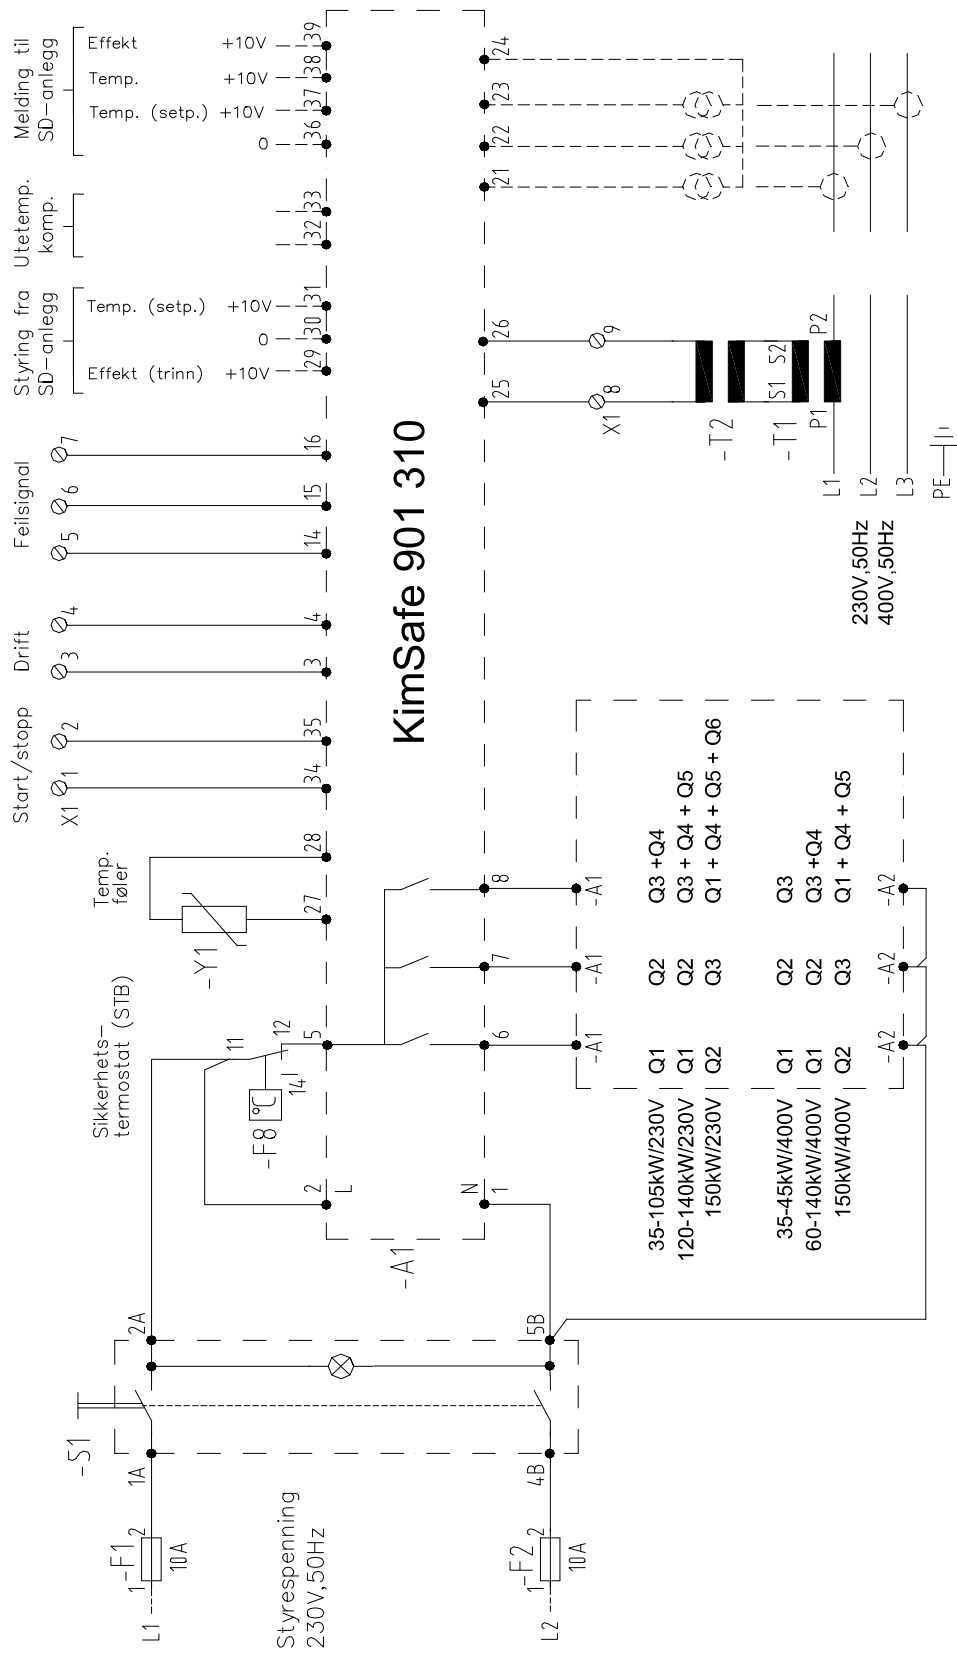 Styrespenning
230V,50Hz
L1
1
-F1
2
10A
L2
1
-F2
2
10A
-S1
1A
2A
4B
5B
Sikkerhets-
termostat (STB)
11
12
14
°C
-F8
Temp.
føler
-Y1
Start/stopp
X1
1
2
Drift
3
4
Feilsignal
5
6
7
Styring fra
SD-anlegg
Temp. (setp.) +10V
0
Effekt (trinn) +10V
Utetemp.
komp.
Melding til
SD-anlegg
Effekt +10V
Temp. +10V
Temp. (setp.) +10V
0
2
5
27
28
34
35
3
4
14
15
16
29
30
31
32
33
36
37
38
39
L
N
-A1
KimSafe 901 310
1
6
7
8
25
26
21
22
23
24
X1
8
9
-T2
-T1
S1
S2
P1
P2
L1
L2
L3
PE
230V,50Hz
400V,50Hz
-A1
-A1
-A1
35-105kW/230V Q1 Q2 Q3 +Q4
120-140kW/230V Q1 Q2 Q3 + Q4 + Q5
150kW/230V Q2 Q3 Q1 + Q4 + Q5 + Q6
35-45kW/400V Q1 Q2 Q3
60-140kW/400V Q1 Q2 Q3 +Q4
150kW/400V Q2 Q3 Q1 + Q4 + Q5
-A2
-A2
-A2